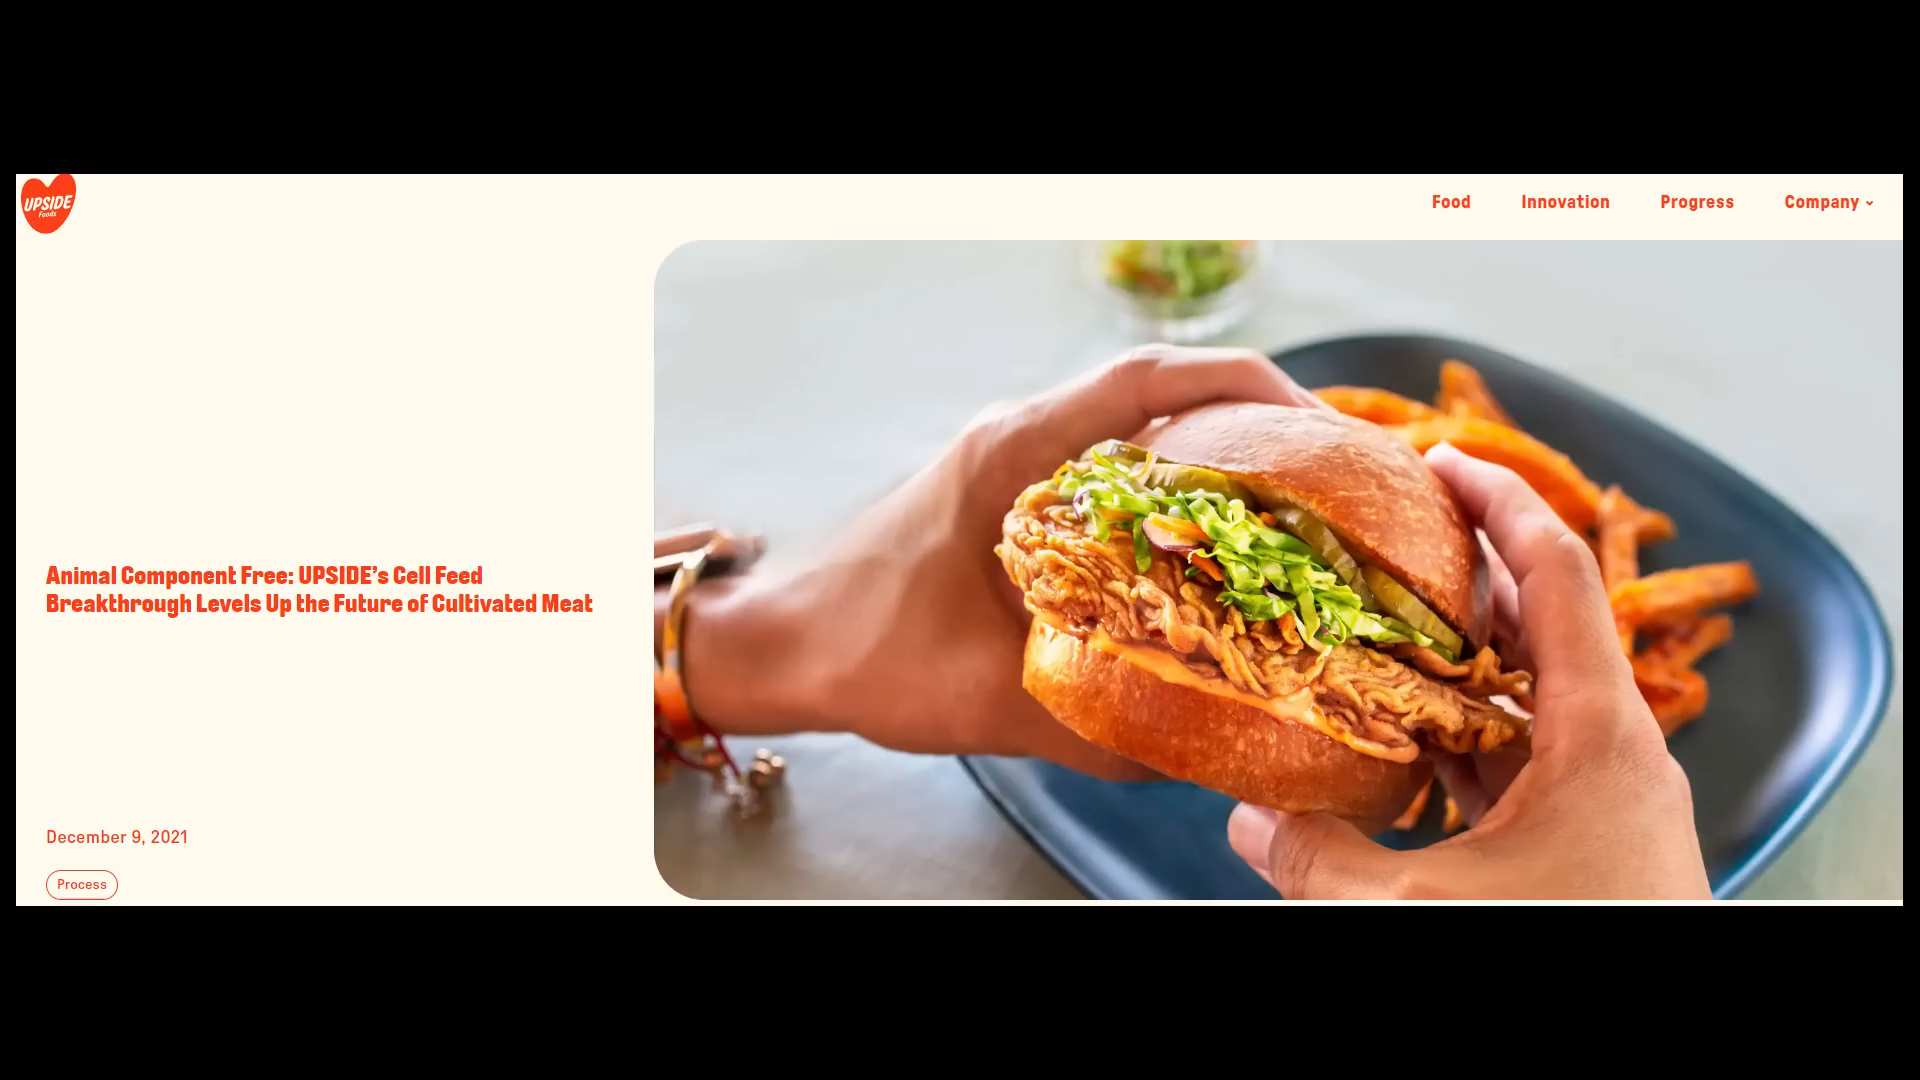 UPSIDE
Foods
Food
Innovation
Progress
Company
Animal Component Free: UPSIDE’s Cell Feed
Breakthrough Levels Up the Future of Cultivated Meat
December 9, 2021
Process